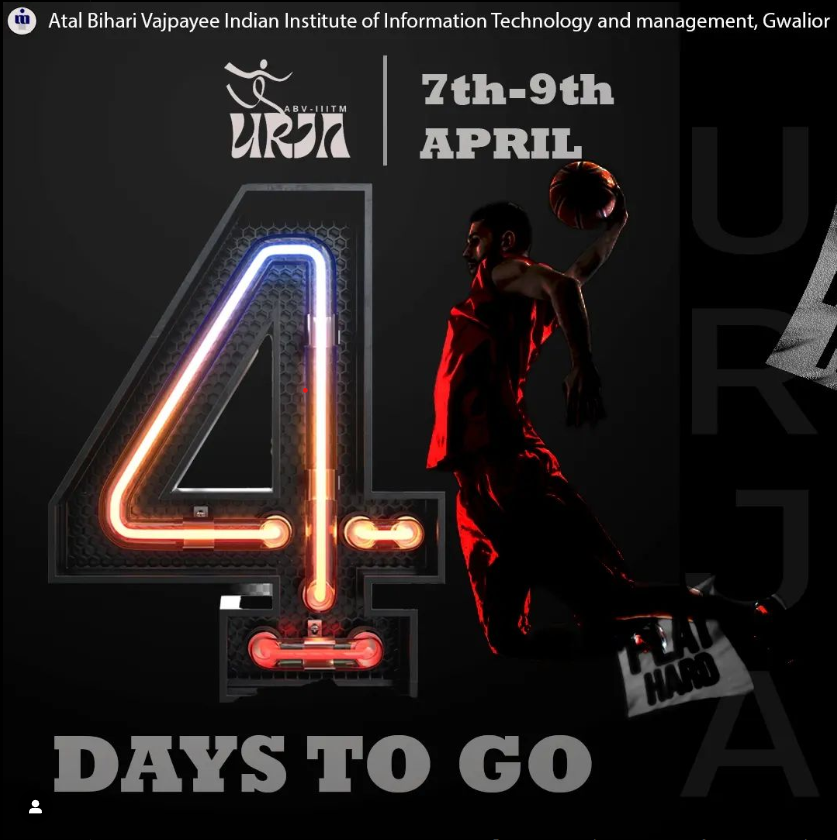 Atal Bihari Vajpayee Indian Institute of Information Technology and management, Gwalior
ABV-IIITM
URJA
7th-9th
APRIL
4
DAYS TO GO
PLAY
HARD
U
R
J
A